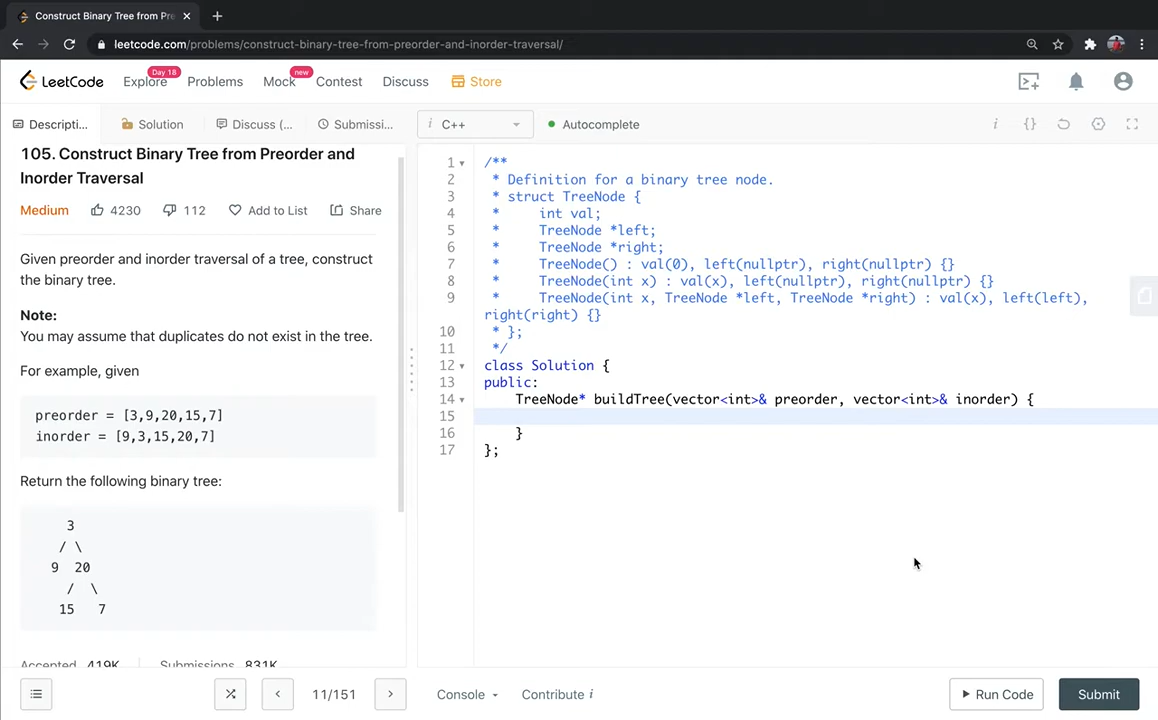 Construct Binary Tree from Pre
leetcode.com/problems/construct-binary-tree-from-preorder-and-inorder-traversal/
LeetCode
Explore
Day 18
Problems
Mock
new
Contest
Discuss
Store
Descripti...
Solution
Discuss (...
Submissi...
i C++
Autocomplete
i {}
105. Construct Binary Tree from Preorder and
Inorder Traversal
Medium 4230 112 Add to List Share
Given preorder and inorder traversal of a tree, construct
the binary tree.
Note:
You may assume that duplicates do not exist in the tree.
For example, given
preorder = [3,9,20,15,7]
inorder = [9,3,15,20,7]
Return the following binary tree:
3
/ \
9 20
/ \
15 7
Accepted 419K Submissions 831K
1 /**
2 * Definition for a binary tree node.
3 * struct TreeNode {
4 * int val;
5 * TreeNode *left;
6 * TreeNode *right;
7 * TreeNode() : val(0), left(nullptr), right(nullptr) {}
8 * TreeNode(int x) : val(x), left(nullptr), right(nullptr) {}
9 * TreeNode(int x, TreeNode *left, TreeNode *right) : val(x), left(left),
right(right) {}
10 * };
11 */
12 class Solution {
13 public:
14 TreeNode* buildTree(vector<int>& preorder, vector<int>& inorder) {
15
16 }
17 };
11/151
Console
Contribute i
Run Code
Submit